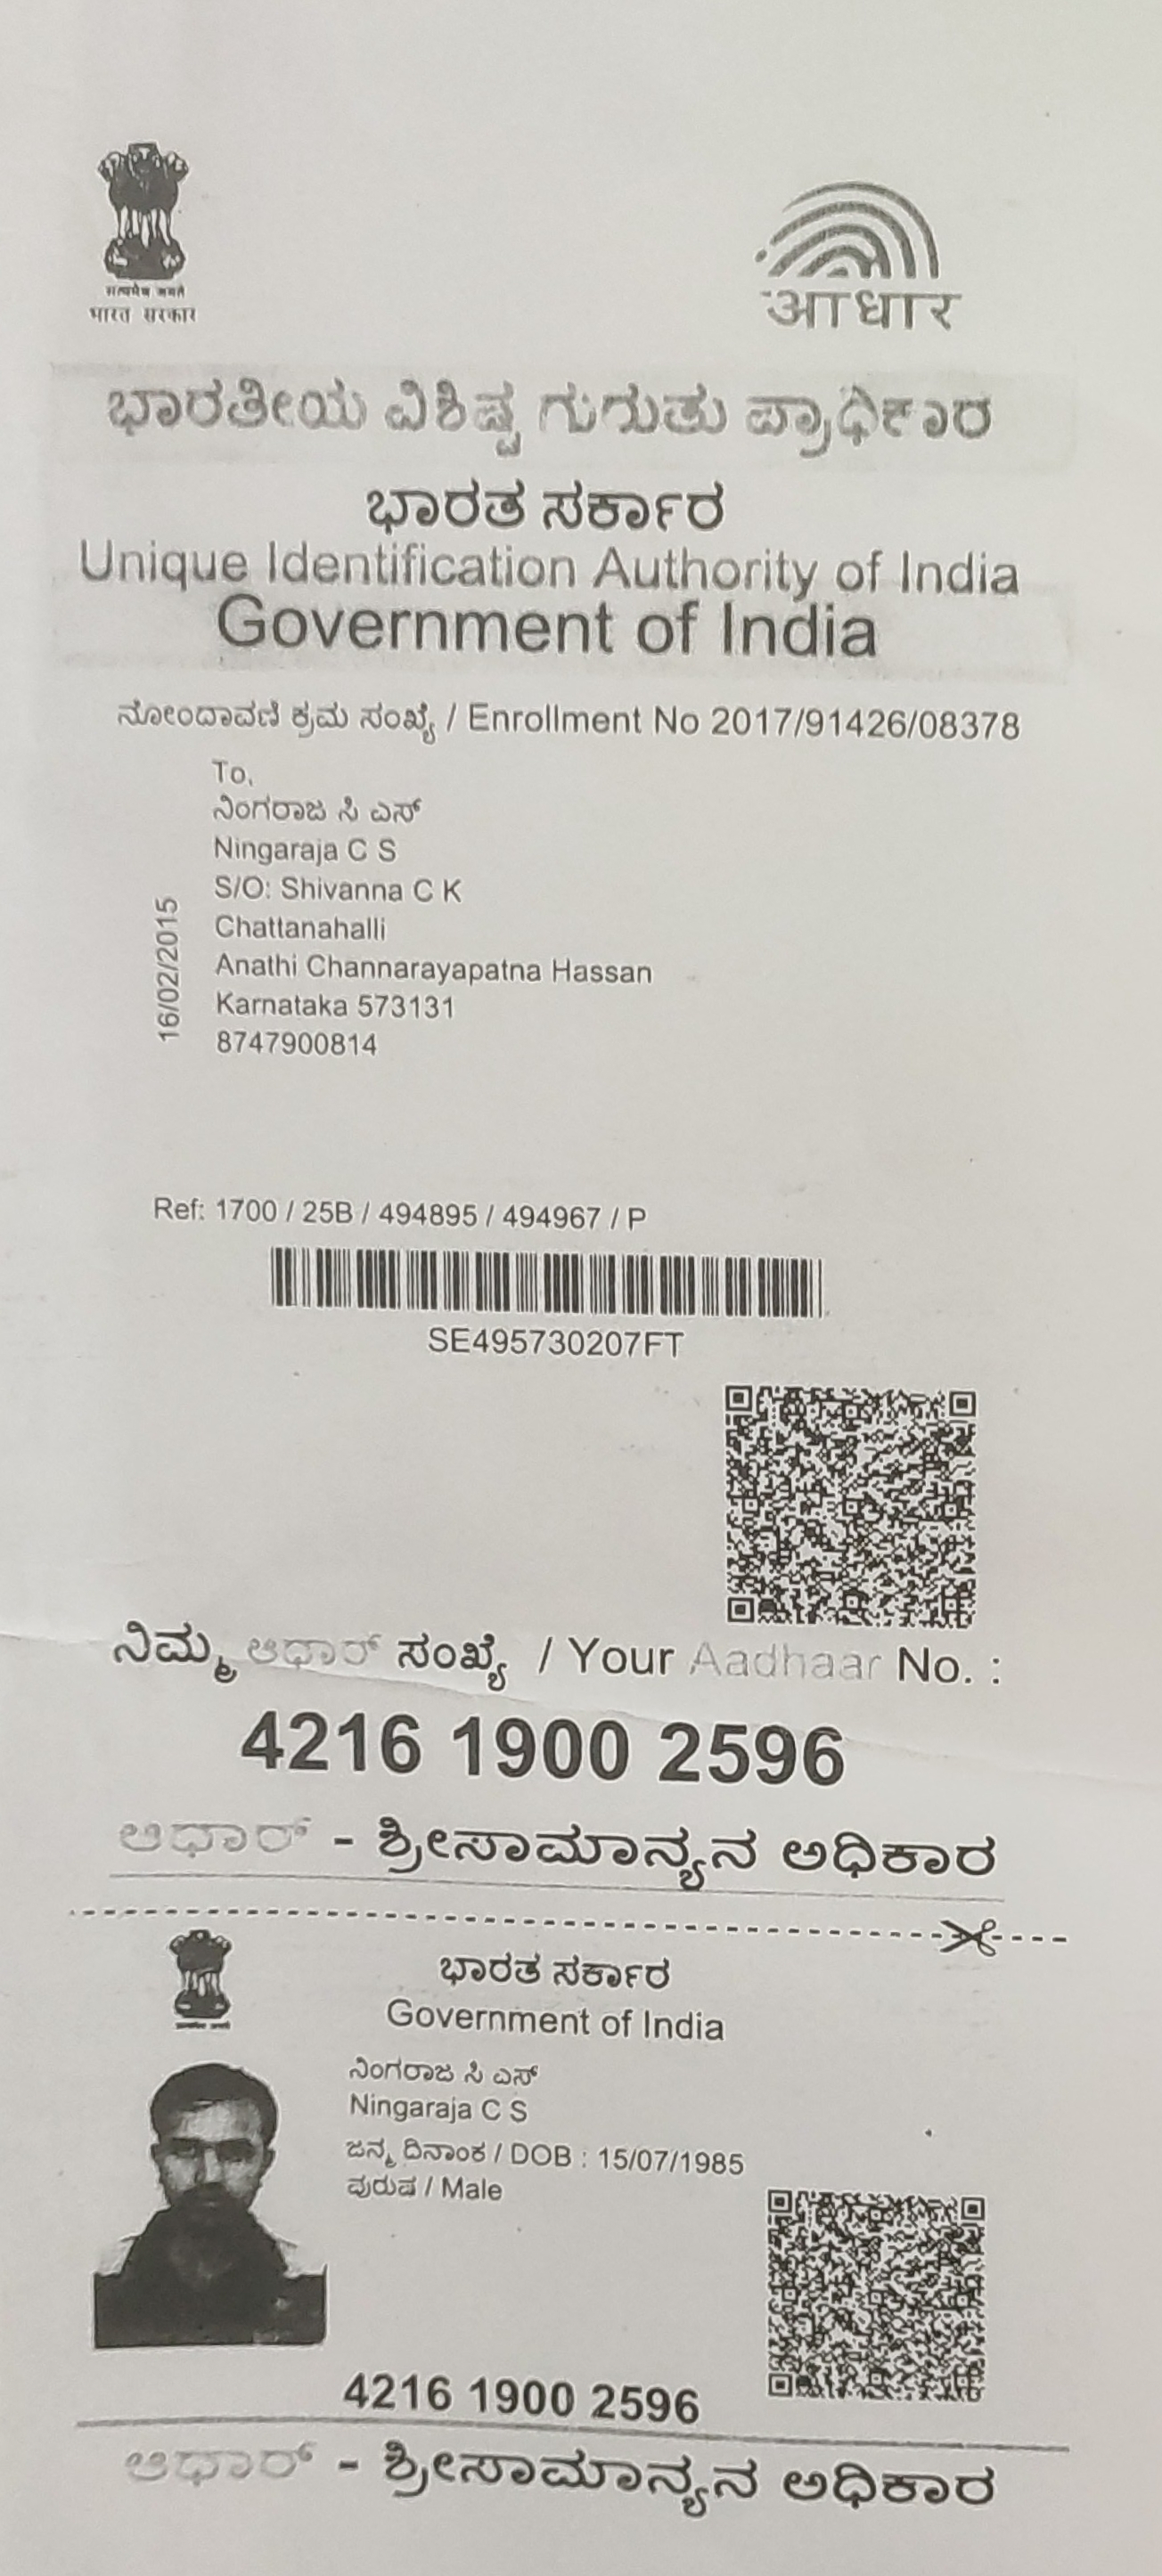 सत्यमेव जयते
भारत सरकार
आधार
ಭಾರತೀಯ ವಿಶಿಷ್ಟ ಗುರುತು ಪ್ರಾಧಿಕಾರ
ಭಾರತ ಸರ್ಕಾರ
Unique Identification Authority of India
Government of India
ನೋಂದಾವಣೆ ಕ್ರಮ ಸಂಖ್ಯೆ / Enrollment No 2017/91426/08378
To,
ನಿಂಗರಾಜ ಸಿ ಎಸ್
Ningaraja C S
S/O: Shivanna C K
Chattanahalli
Anathi Channarayapatna Hassan
Karnataka 573131
8747900814
16/02/2015
Ref: 1700 / 25B / 494895 / 494967 / P
SE495730207FT
ನಿಮ್ಮ ಆಧಾರ್ ಸಂಖ್ಯೆ / Your Aadhaar No. :
4216 1900 2596
ಆಧಾರ್ - ಶ್ರೀಸಾಮಾನ್ಯನ ಅಧಿಕಾರ
ಭಾರತ ಸರ್ಕಾರ
Government of India
ನಿಂಗರಾಜ ಸಿ ಎಸ್
Ningaraja C S
ಜನ್ಮ ದಿನಾಂಕ / DOB : 15/07/1985
ಪುರುಷ / Male
4216 1900 2596
ಆಧಾರ್ - ಶ್ರೀಸಾಮಾನ್ಯನ ಅಧಿಕಾರ